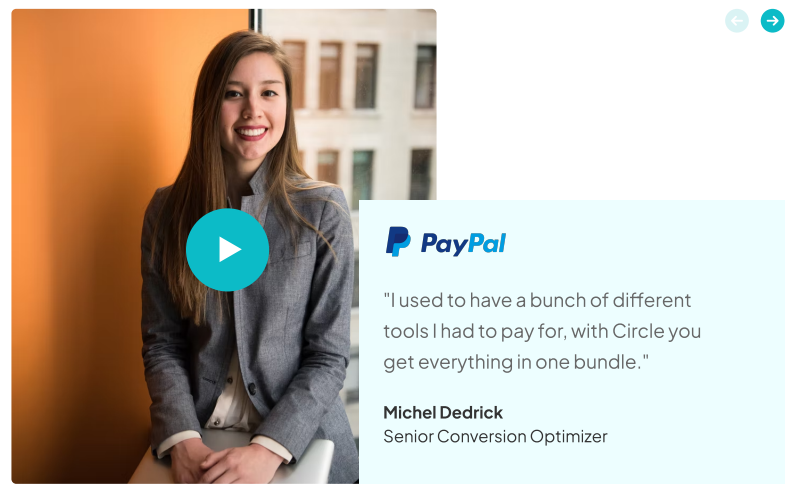 PayPal
"I used to have a bunch of different
tools I had to pay for, with Circle you
get everything in one bundle."
Michel Dedrick
Senior Conversion Optimizer